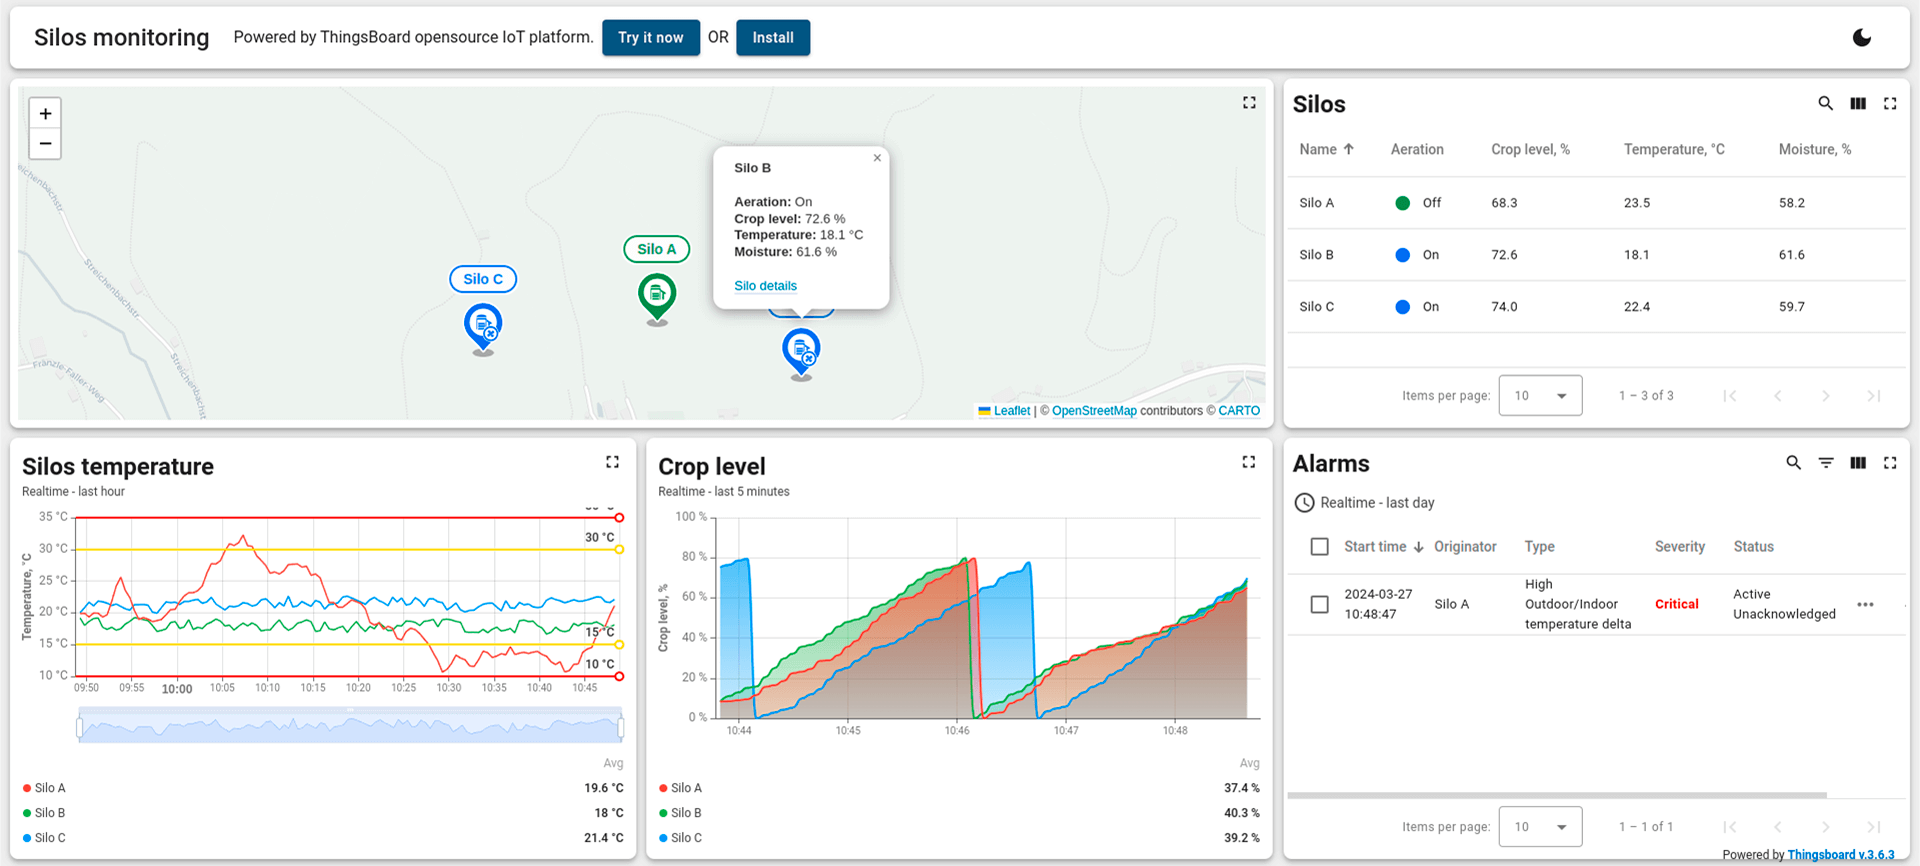 Silos monitoring
Powered by ThingsBoard opensource IoT platform.
Try it now
OR
Install
+
−
Streichenbachstr
Streichenbachstr
Fränzle-Faller-Weg
Silo C
Silo A
×
Silo B
Aeration: On
Crop level: 72.6 %
Temperature: 18.1 °C
Moisture: 61.6 %
Silo details
Leaflet | © OpenStreetMap contributors © CARTO
Silos
Name Aeration Crop level, % Temperature, °C Moisture, %
Silo A Off 68.3 23.5 58.2
Silo B On 72.6 18.1 61.6
Silo C On 74.0 22.4 59.7
Items per page: 10 1 – 3 of 3
Silos temperature
Realtime - last hour
Temperature, °C
35 °C
30 °C
25 °C
20 °C
15 °C
10 °C
30 °C
15 °C
10 °C
09:50 09:55 10:00 10:05 10:10 10:15 10:20 10:25 10:30 10:35 10:40 10:45
Avg
Silo A 19.6 °C
Silo B 18 °C
Silo C 21.4 °C
Crop level
Realtime - last 5 minutes
Crop level, %
100 %
80 %
60 %
40 %
20 %
0 %
10:44 10:45 10:46 10:47 10:48
Avg
Silo A 37.4 %
Silo B 40.3 %
Silo C 39.2 %
Alarms
Realtime - last day
Start time Originator Type Severity Status
2024-03-27
10:48:47
Silo A
High
Outdoor/Indoor
temperature delta
Critical
Active
Unacknowledged
Items per page: 10 1 – 1 of 1
Powered by Thingsboard v.3.6.3